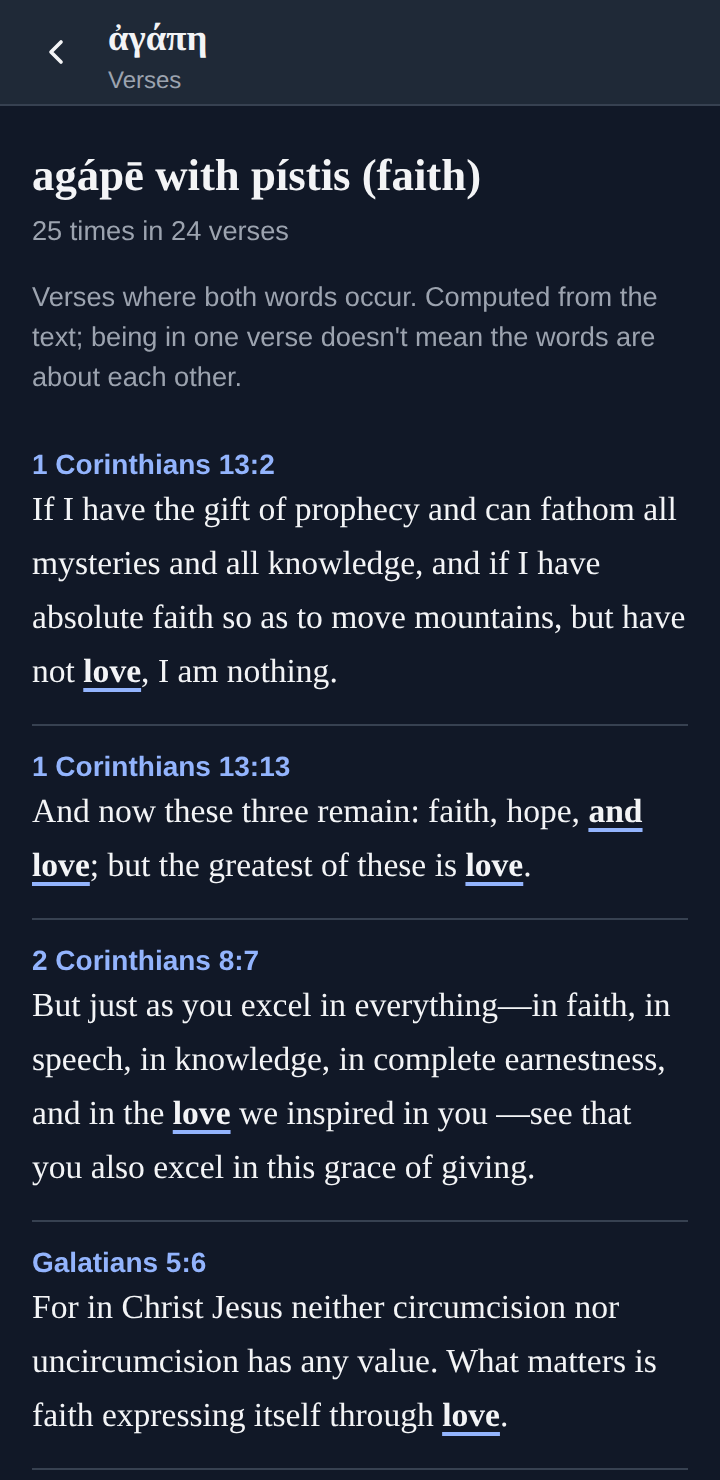 ἀγάπη
Verses
agápē with pístis (faith)
25 times in 24 verses
Verses where both words occur. Computed from the
text; being in one verse doesn't mean the words are
about each other.
1 Corinthians 13:2
If I have the gift of prophecy and can fathom all
mysteries and all knowledge, and if I have
absolute faith so as to move mountains, but have
not love, I am nothing.
1 Corinthians 13:13
And now these three remain: faith, hope, and
love; but the greatest of these is love.
2 Corinthians 8:7
But just as you excel in everything—in faith, in
speech, in knowledge, in complete earnestness,
and in the love we inspired in you —see that
you also excel in this grace of giving.
Galatians 5:6
For in Christ Jesus neither circumcision nor
uncircumcision has any value. What matters is
faith expressing itself through love.